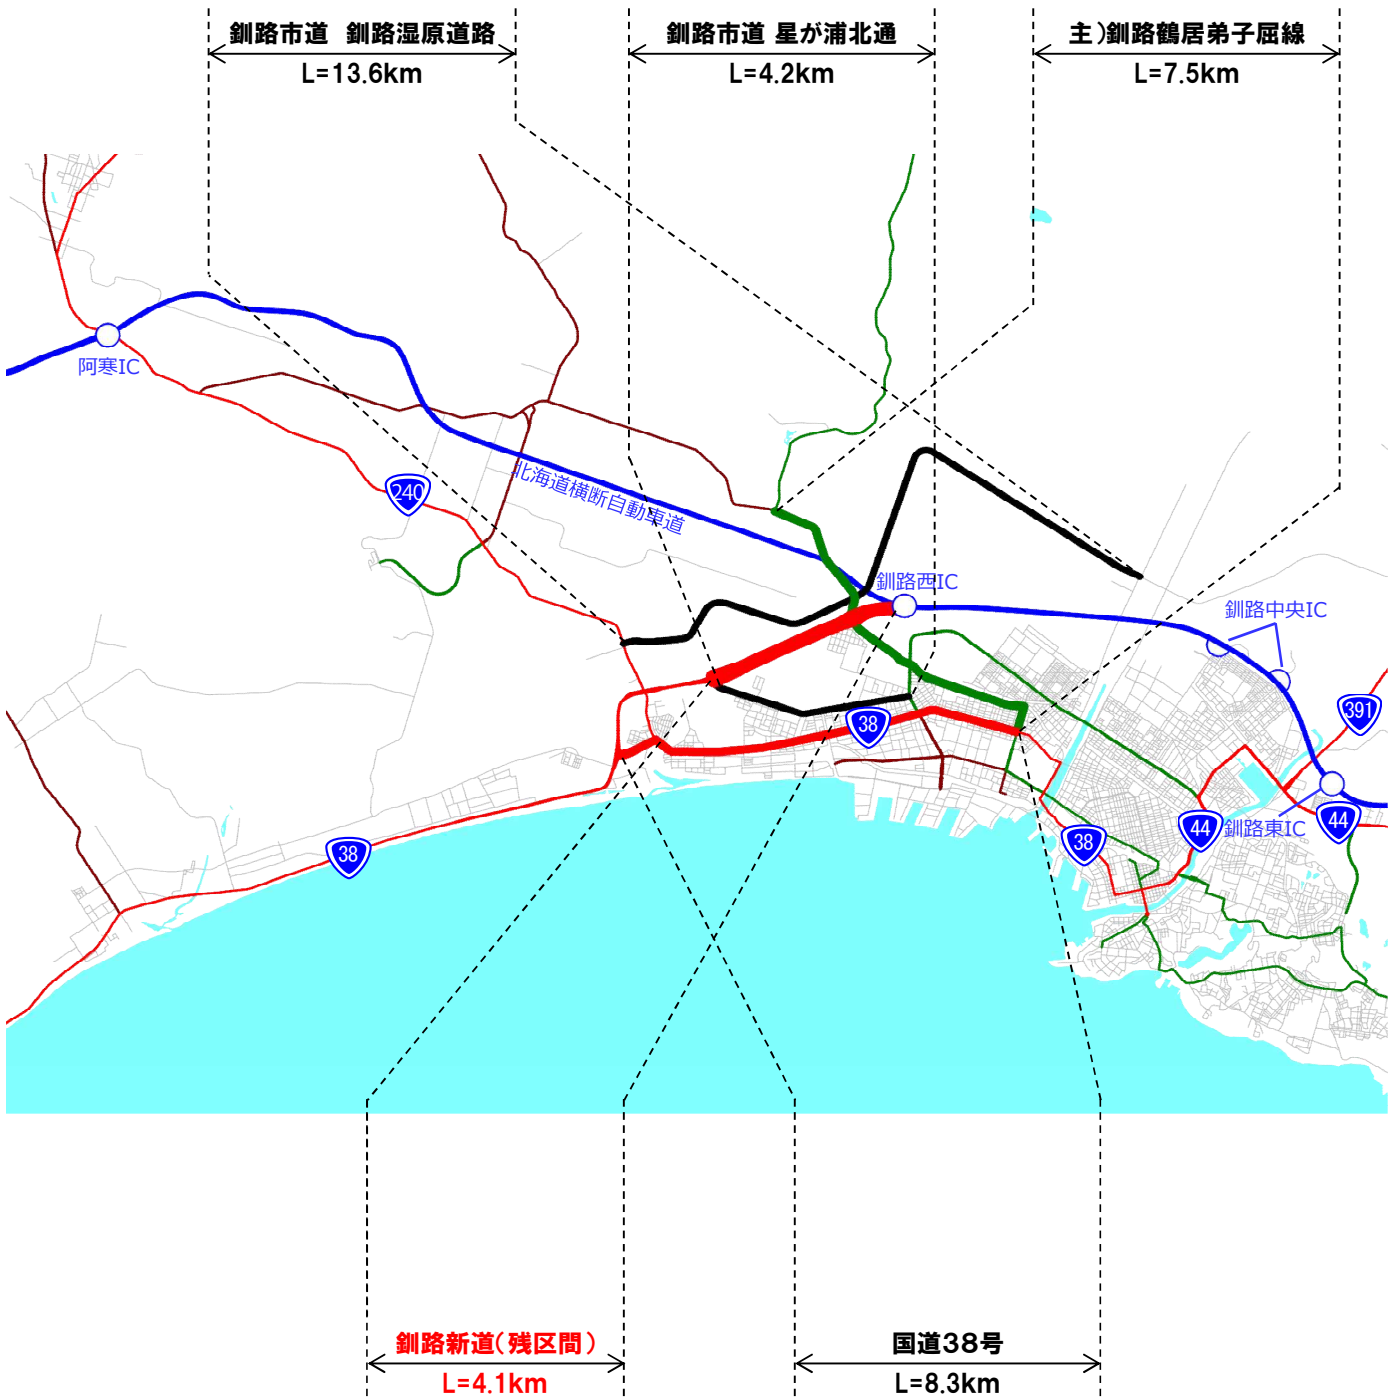 釧路市道 釧路湿原道路
L=13.6km
釧路市道 星が浦北通
L=4.2km
主)釧路鶴居弟子屈線
L=7.5km
阿寒IC
240
北海道横断自動車道
釧路西IC
釧路中央IC
391
38
釧路東IC
44
44
38
38
釧路新道(残区間)
L=4.1km
国道38号
L=8.3km